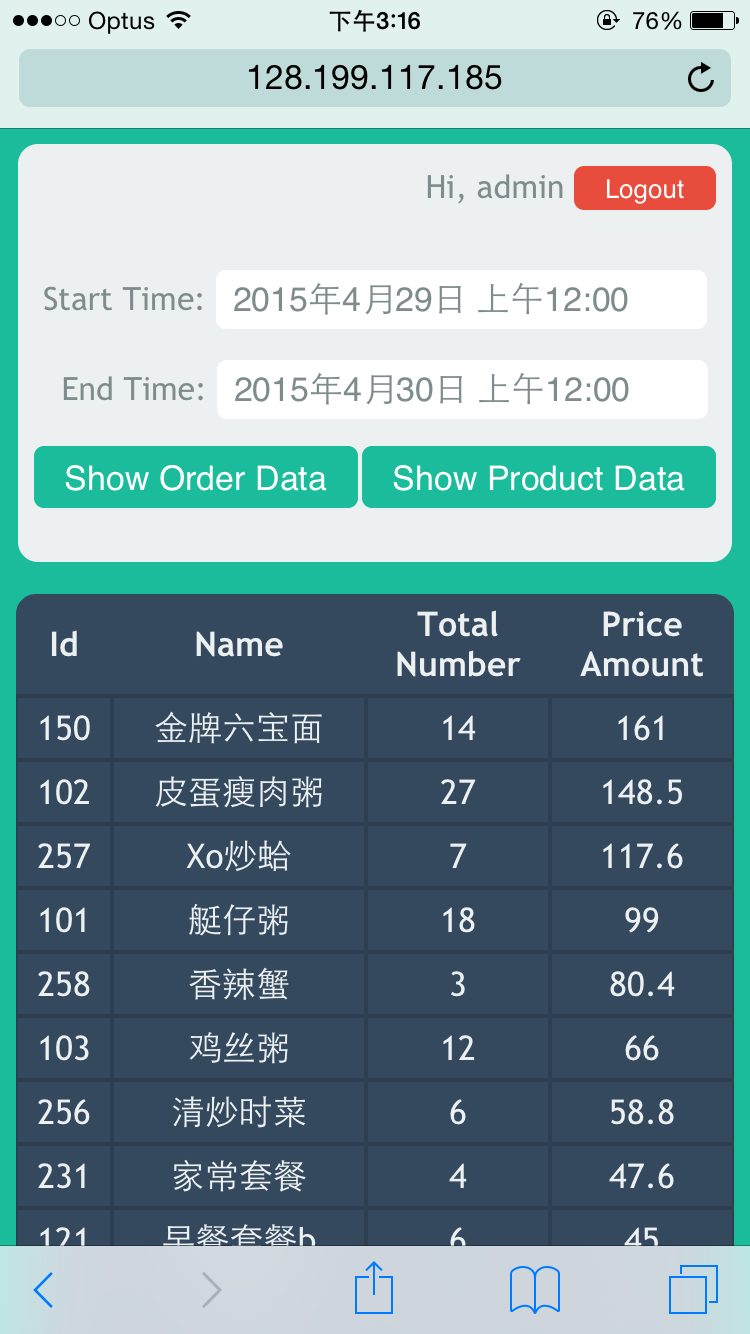 Optus 下午3:16 76%
128.199.117.185
Hi, admin Logout
Start Time: 2015年4月29日 上午12:00
End Time: 2015年4月30日 上午12:00
Show Order Data Show Product Data
Id Name Total Number Price Amount
150 金牌六宝面 14 161
102 皮蛋瘦肉粥 27 148.5
257 Xo炒蛤 7 117.6
101 艇仔粥 18 99
258 香辣蟹 3 80.4
103 鸡丝粥 12 66
256 清炒时菜 6 58.8
231 家常套餐 4 47.6
121 早餐套餐b 6 45